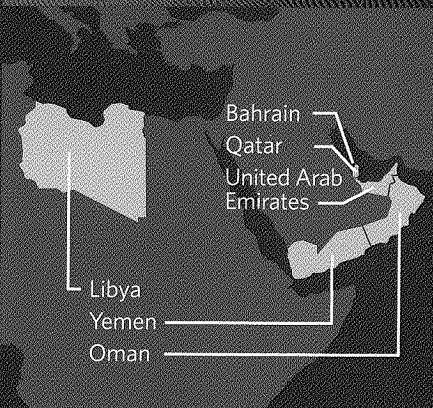 Bahrain
Qatar
United Arab
Emirates
Libya
Yemen
Oman